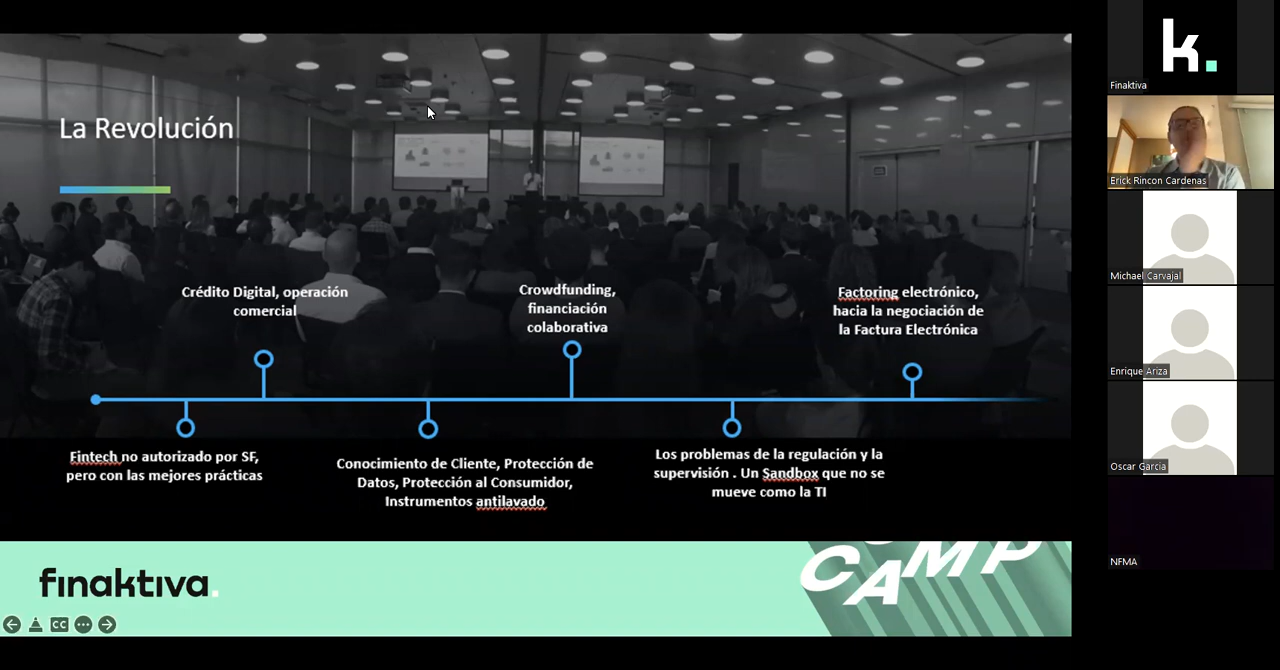 La Revolución
Crédito Digital, operación
comercial
Crowdfunding,
financiación
colaborativa
Factoring electrónico,
hacia la negociación de
la Factura Electrónica
Fintech no autorizado por SF,
pero con las mejores prácticas
Conocimiento de Cliente, Protección de
Datos, Protección al Consumidor,
Instrumentos antilavado
Los problemas de la regulación y la
supervisión . Un Sandbox que no se
mueve como la TI
finaktiva.
CAMP
CC
k.
Finaktiva
Erick Rincon Cardenas
Michael Carvajal
Enrique Ariza
Oscar Garcia
NFMA